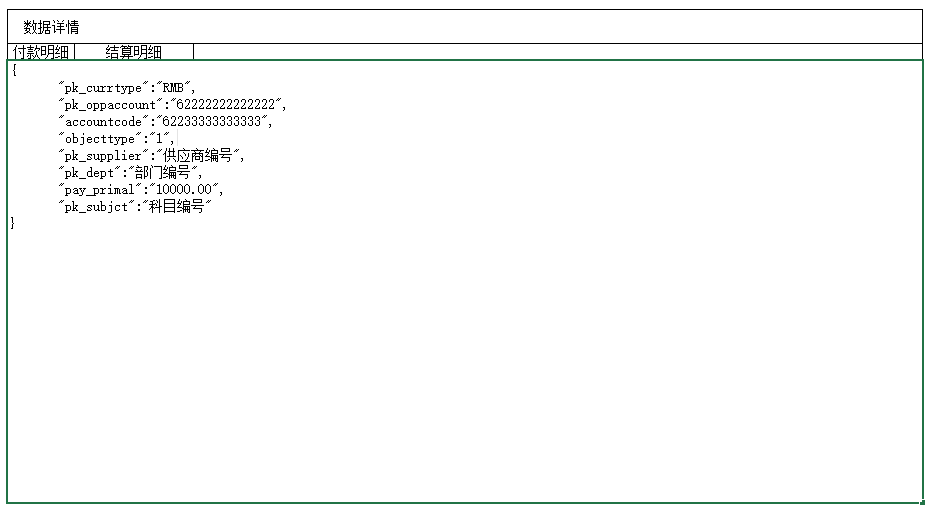 数据详情
付款明细 结算明细
{
"pk_currtype":"RMB",
"pk_oppaccount":"62222222222222",
"accountcode":"62233333333333",
"objecttype":"1",
"pk_supplier":"供应商编号",
"pk_dept":"部门编号",
"pay_primal":"10000.00",
"pk_subjct":"科目编号"
}